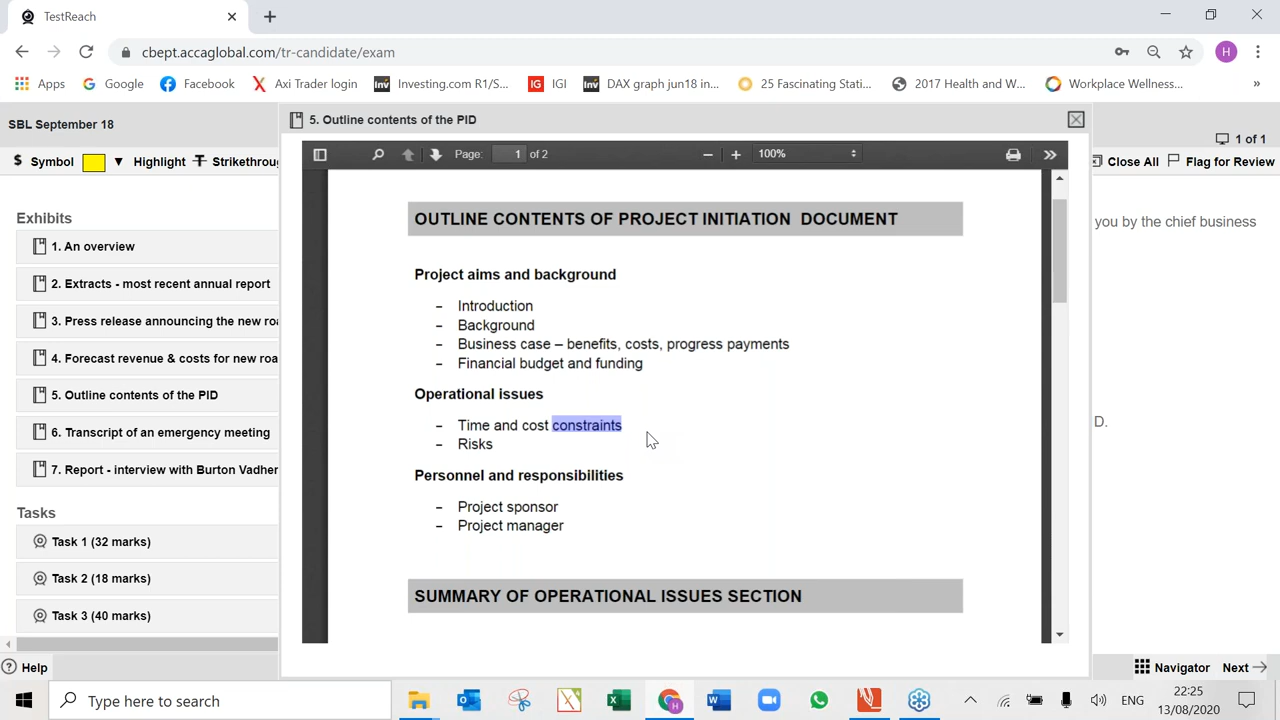 TestReach
cbept.accaglobal.com/tr-candidate/exam
H
Apps Google Facebook Axi Trader login Investing.com R1/S... IGI DAX graph jun18 in... 25 Fascinating Stati... 2017 Health and W... Workplace Wellness... »
SBL September 18
5. Outline contents of the PID
1 of 1
$ Symbol Highlight Strikethrou
Page: 1 of 2
100%
Close All Flag for Review
Exhibits
1. An overview
2. Extracts - most recent annual report
3. Press release announcing the new roa
4. Forecast revenue & costs for new roa
5. Outline contents of the PID
6. Transcript of an emergency meeting
7. Report - interview with Burton Vadher
Tasks
Task 1 (32 marks)
Task 2 (18 marks)
Task 3 (40 marks)
OUTLINE CONTENTS OF PROJECT INITIATION DOCUMENT
Project aims and background
- Introduction
- Background
- Business case – benefits, costs, progress payments
- Financial budget and funding
Operational issues
- Time and cost constraints
- Risks
Personnel and responsibilities
- Project sponsor
- Project manager
SUMMARY OF OPERATIONAL ISSUES SECTION
you by the chief business
D.
Help
Navigator Next
Type here to search
ENG
22:25
13/08/2020